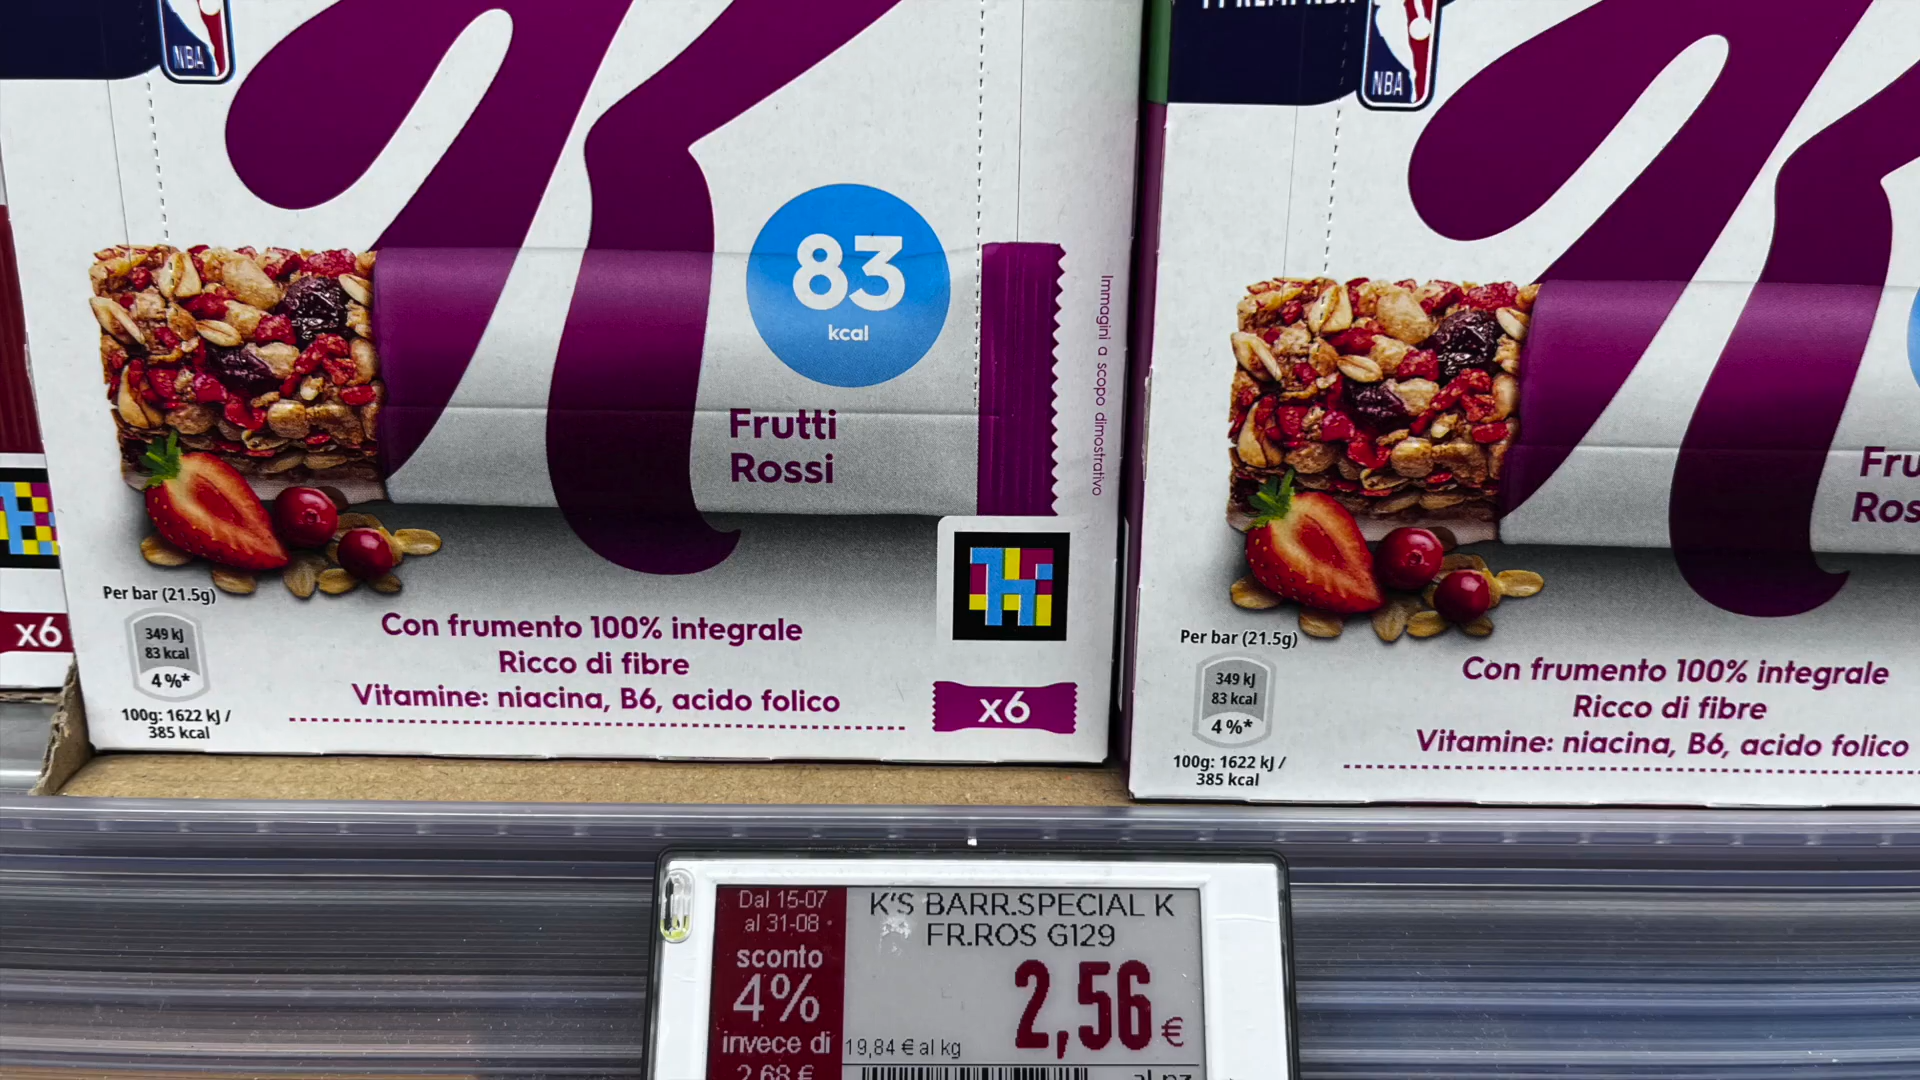 NBA
83
kcal
Frutti
Rossi
Immagini a scopo dimostrativo
Per bar (21.5g)
349 kJ
83 kcal
4%*
100g: 1622 kJ /
385 kcal
Con frumento 100% integrale
Ricco di fibre
Vitamine: niacina, B6, acido folico
x6
x6
NBA
Fru
Ros
Per bar (21.5g)
349 kJ
83 kcal
4%*
100g: 1622 kJ /
385 kcal
Con frumento 100% integrale
Ricco di fibre
Vitamine: niacina, B6, acido folico
Dal 15-07
al 31-08
sconto
4%
invece di
2,68 €
K'S BARR.SPECIAL K
FR.ROS G129
2,56 €
19,84 € al kg
al pz